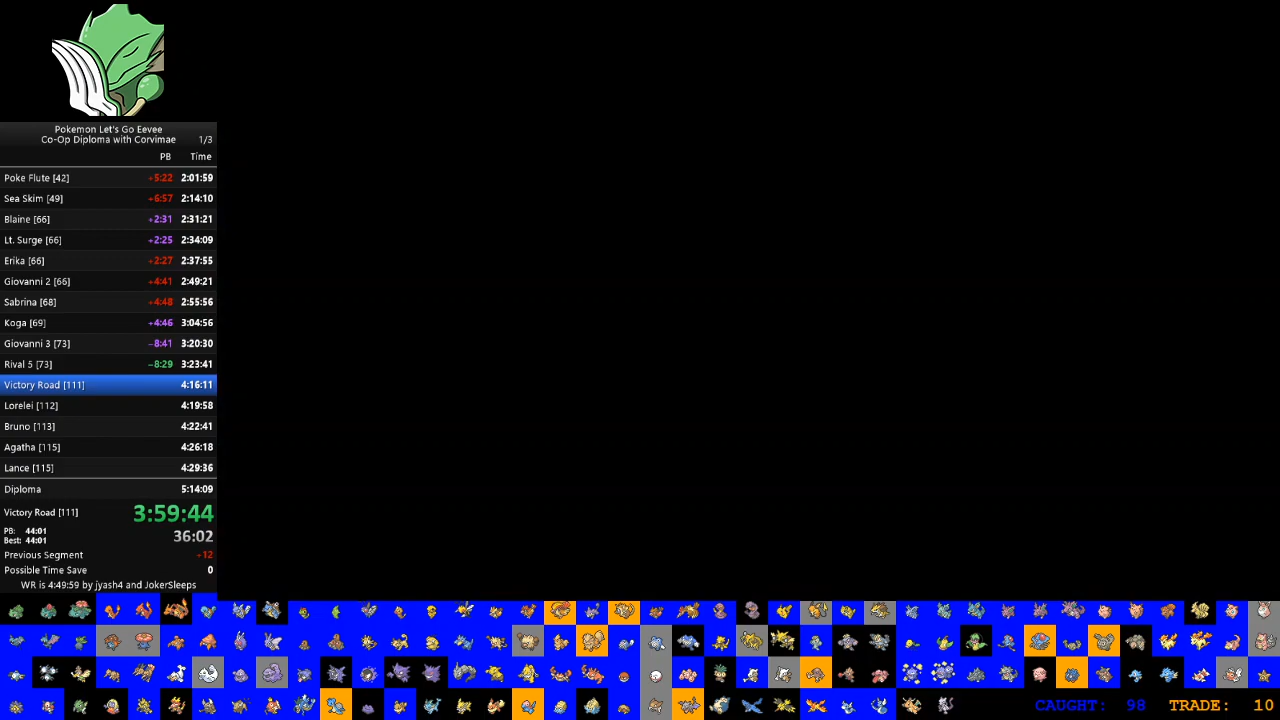 Pokemon Let's Go Eevee
Co-Op Diploma with Corvimae 1/3
PB Time
Poke Flute [42] +5:22 2:01:59
Sea Skim [49] +6:57 2:14:10
Blaine [66] +2:31 2:31:21
Lt. Surge [66] +2:25 2:34:09
Erika [66] +2:27 2:37:55
Giovanni 2 [66] +4:41 2:49:21
Sabrina [68] +4:48 2:55:56
Koga [69] +4:46 3:04:56
Giovanni 3 [73] −8:41 3:20:30
Rival 5 [73] −8:29 3:23:41
Victory Road [111] 4:16:11
Lorelei [112] 4:19:58
Bruno [113] 4:22:41
Agatha [115] 4:26:18
Lance [115] 4:29:36
Diploma 5:14:09
Victory Road [111] 3:59:44
PB: 44:01
Best: 44:01 36:02
Previous Segment +12
Possible Time Save 0
WR is 4:49:59 by jyash4 and JokerSleeps
CAUGHT: 98 TRADE: 10